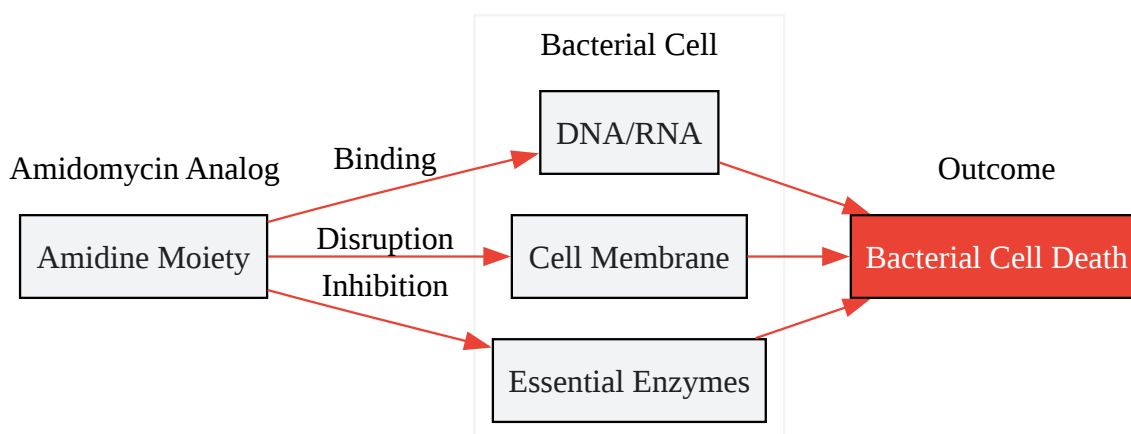 Bacterial Cell
DNA/RNA
Binding
Amidomycin Analog
Outcome
Amidine Moiety
Disruption
Cell Membrane
Bacterial Cell Death
Inhibition
Essential Enzymes